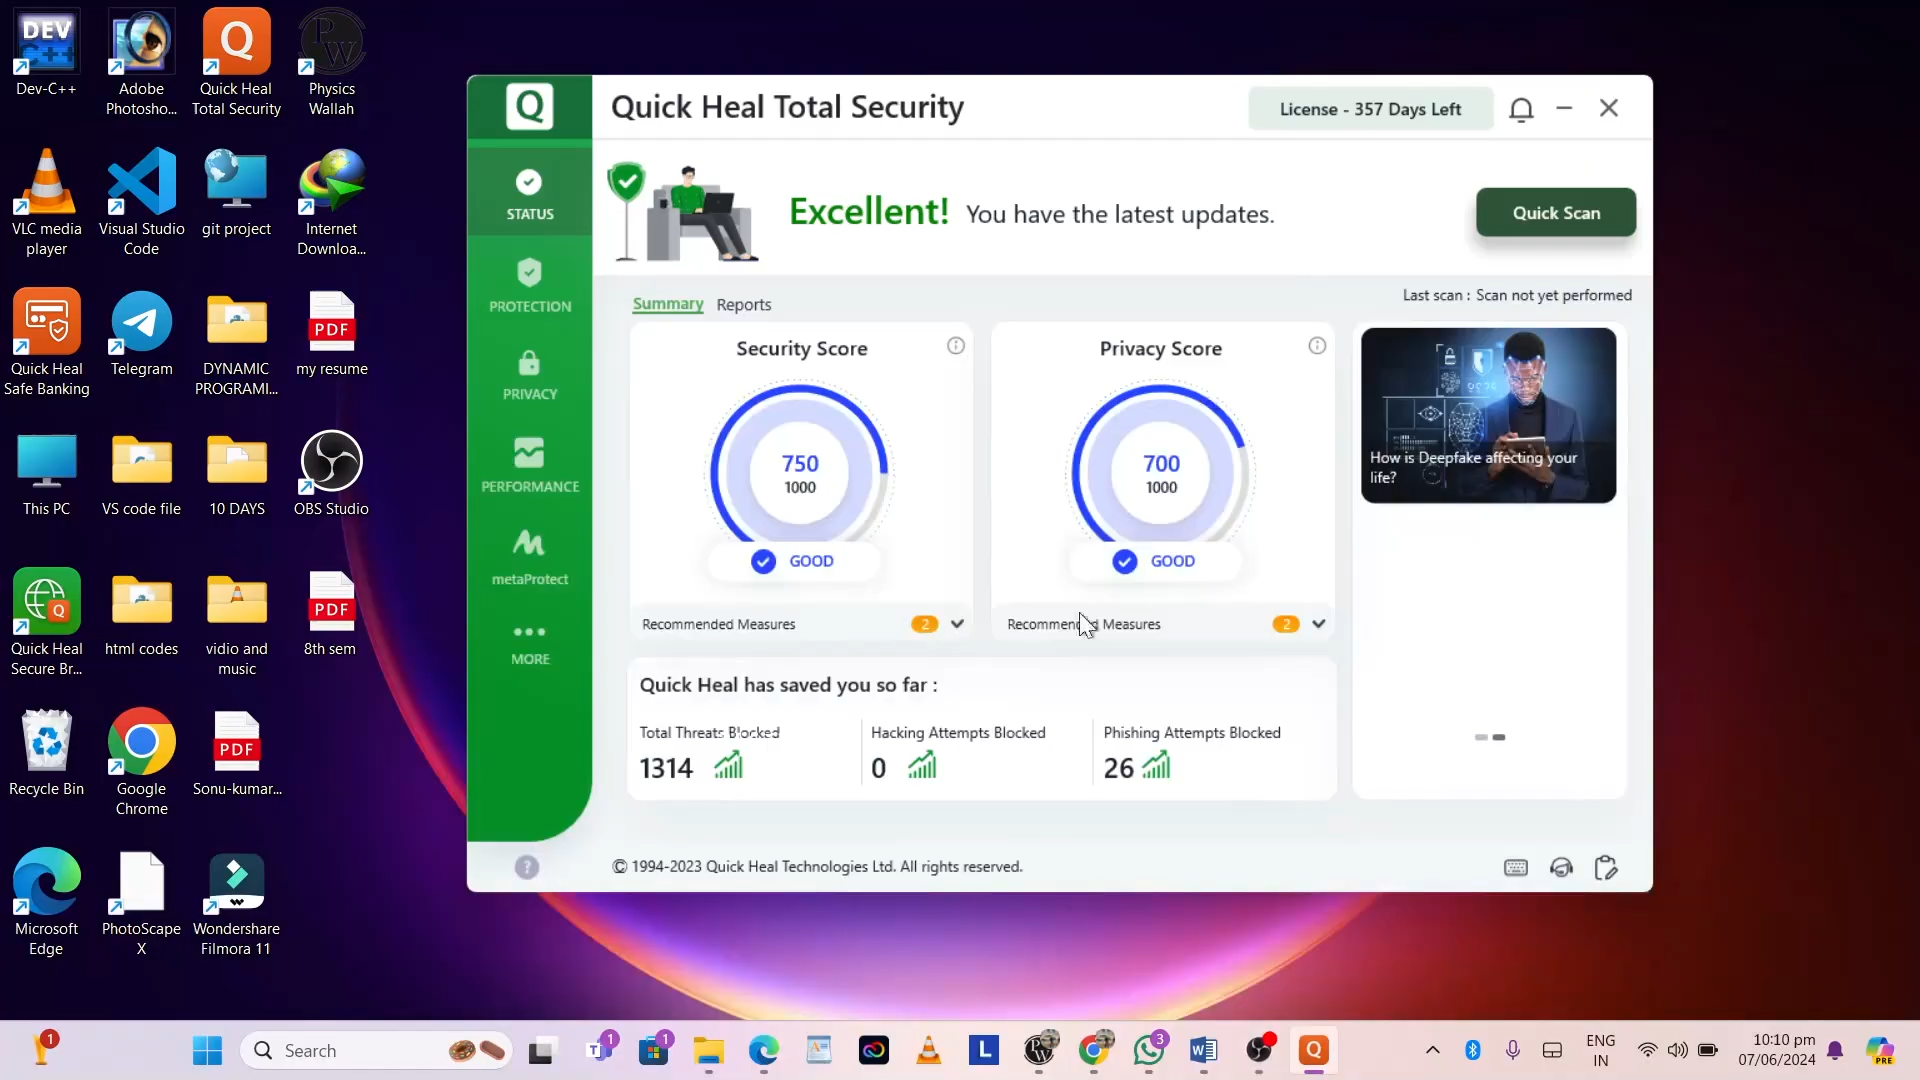 DEV
C++
Dev-C++
Adobe
Photosho...
Q
Quick Heal
Total Security
PW
Physics
Wallah
VLC media
player
Visual Studio
Code
git project
Internet
Downloa...
Quick Heal
Safe Banking
Telegram
DYNAMIC
PROGRAMI...
PDF
my resume
This PC
VS code file
10 DAYS
OBS Studio
Q
Quick Heal
Secure Br...
html codes
vidio and
music
PDF
8th sem
Recycle Bin
Google
Chrome
PDF
Sonu-kumar...
Microsoft
Edge
PhotoScape
X
Wondershare
Filmora 11
Q
Quick Heal Total Security
License - 357 Days Left
STATUS
PROTECTION
PRIVACY
PERFORMANCE
metaProtect
MORE
?
Excellent! You have the latest updates.
Quick Scan
Summary Reports
Last scan : Scan not yet performed
Security Score
750
1000
GOOD
Recommended Measures 2
Privacy Score
700
1000
GOOD
Recommended Measures 2
How is Deepfake affecting your
life?
Quick Heal has saved you so far :
Total Threats Blocked
1314
Hacking Attempts Blocked
0
Phishing Attempts Blocked
26
© 1994-2023 Quick Heal Technologies Ltd. All rights reserved.
1
Search
1
1
L
PW
3
W
Q
ENG
IN
10:10 pm
07/06/2024
PRE